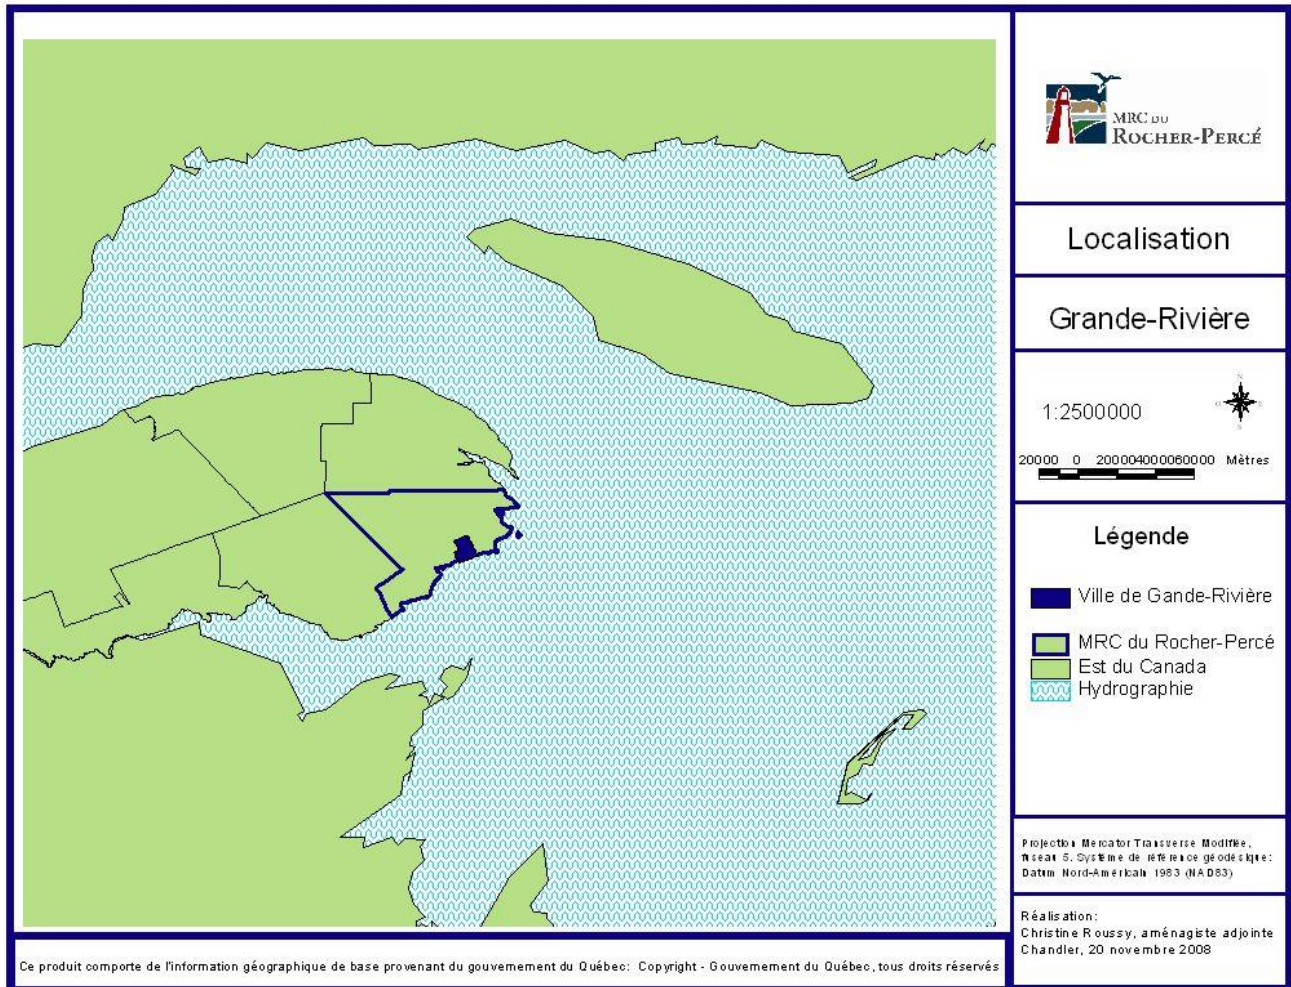 MRC DU
ROCHER-PERCÉ
Localisation
Grande-Rivière
1:2500000
20000 0 200004000060000 Mètres
Légende
Ville de Gande-Rivière
MRC du Rocher-Percé
Est du Canada
Hydrographie
Projection Mercator Transverse Modifiée,
fuseau 5. Système de référence géodésique:
Datum Nord-Américain 1983 (NAD83)
Réalisation:
Christine Roussy, aménagiste adjointe
Chandler, 20 novembre 2008
Ce produit comporte de l'information géographique de base provenant du gouvernement du Québec: Copyright - Gouvernement du Québec, tous droits réservés